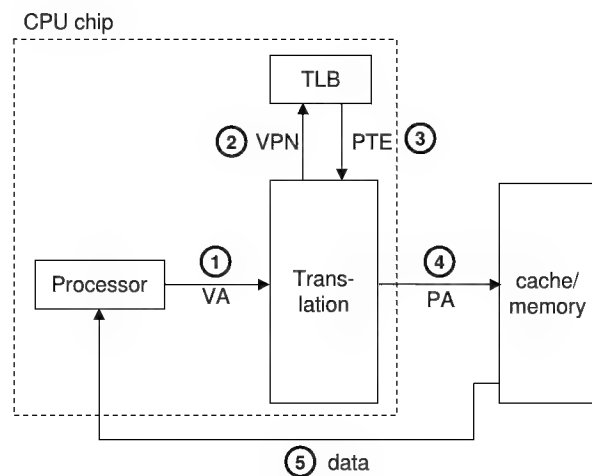 CPU chip
TLB
2 VPN
PTE 3
1
VA
Processor
Trans-
lation
4
PA
cache/
memory
5 data